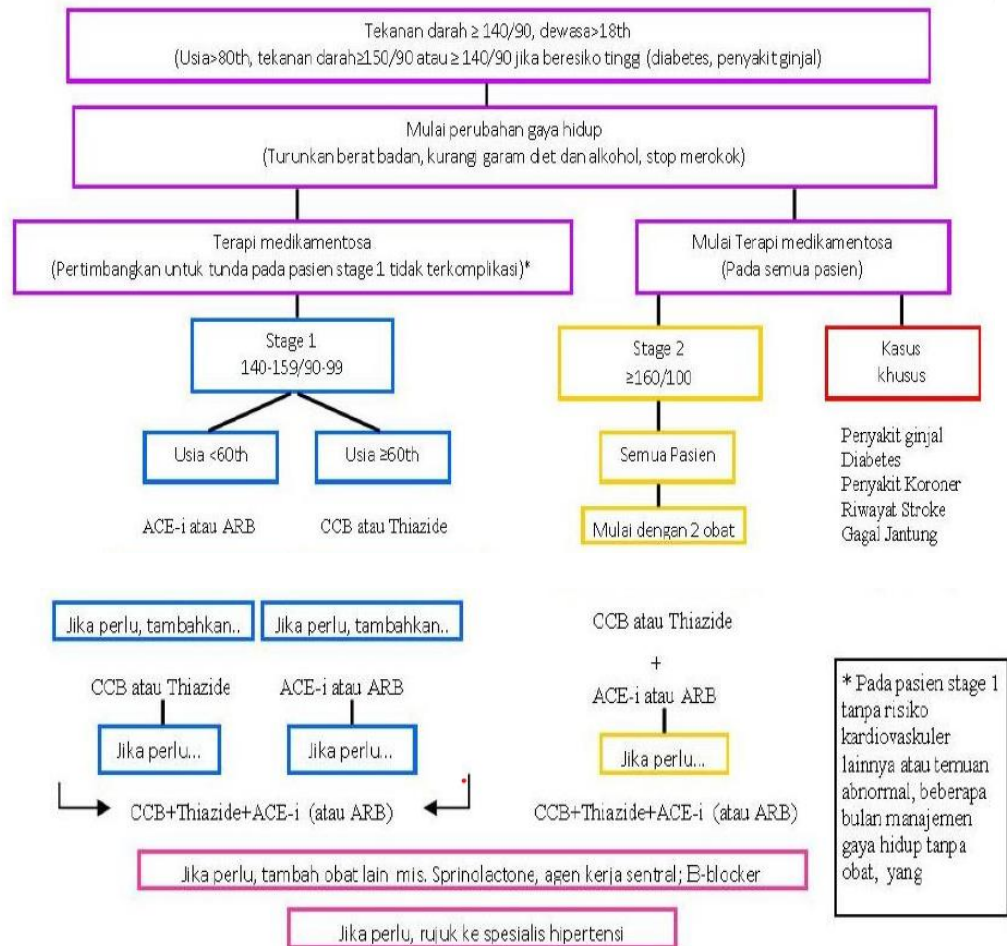 Tekanan darah ≥ 140/90, dewasa>18th
(Usia>80th, tekanan darah≥150/90 atau ≥ 140/90 jika beresiko tinggi (diabetes, penyakit ginjal)
Mulai perubahan gaya hidup
(Turunkan berat badan, kurangi garam diet dan alkohol, stop merokok)
Terapi medikamentosa
(Pertimbangkan untuk tunda pada pasien stage 1 tidak terkomplikasi)*
Mulai Terapi medikamentosa
(Pada semua pasien)
Stage 1
140-159/90-99
Stage 2
≥160/100
Kasus
khusus
Usia <60th
Usia ≥60th
Semua Pasien
Penyakit ginjal
Diabetes
Penyakit Koroner
Riwayat Stroke
Gagal Jantung
ACE-i atau ARB
CCB atau Thiazide
Mulai dengan 2 obat
Jika perlu, tambahkan..
Jika perlu, tambahkan..
CCB atau Thiazide
+
ACE-i atau ARB
CCB atau Thiazide
ACE-i atau ARB
Jika perlu...
Jika perlu...
Jika perlu...
CCB+Thiazide+ACE-i (atau ARB)
CCB+Thiazide+ACE-i (atau ARB)
* Pada pasien stage 1
tanpa risiko
kardiovaskuler
lainnya atau temuan
abnormal, beberapa
bulan manajemen
gaya hidup tanpa
obat, yang
Jika perlu, tambah obat lain mis. Sprinolactone, agen kerja sentral; B-blocker
Jika perlu, rujuk ke spesialis hipertensi